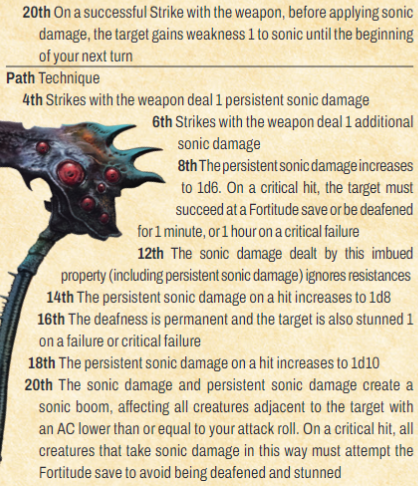 20th On a successful Strike with the weapon, before applying sonic
damage, the target gains weakness 1 to sonic until the beginning
of your next turn
Path Technique
4th Strikes with the weapon deal 1 persistent sonic damage
6th Strikes with the weapon deal 1 additional
sonic damage
8th The persistent sonic damage increases
to 1d6. On a critical hit, the target must
succeed at a Fortitude save or be deafened
for 1 minute, or 1 hour on a critical failure
12th The sonic damage dealt by this imbued
property (including persistent sonic damage) ignores resistances
14th The persistent sonic damage on a hit increases to 1d8
16th The deafness is permanent and the target is also stunned 1
on a failure or critical failure
18th The persistent sonic damage on a hit increases to 1d10
20th The sonic damage and persistent sonic damage create a
sonic boom, affecting all creatures adjacent to the target with
an AC lower than or equal to your attack roll. On a critical hit, all
creatures that take sonic damage in this way must attempt the
Fortitude save to avoid being deafened and stunned